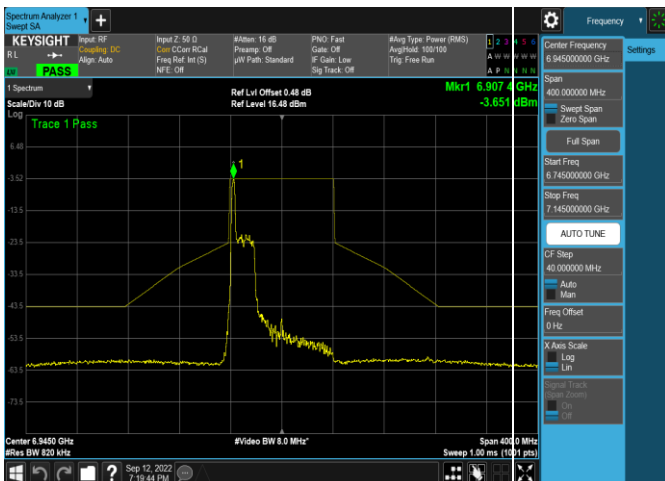 Spectrum Analyzer 1
Swept SA
+
Frequency
KEYSIGHT
RL
LXI
PASS
Input: RF
Coupling: DC
Align: Auto
Input Z: 50 Ω
Corr CCorr RCal
Freq Ref: Int (S)
NFE: Off
#Atten: 16 dB
Preamp: Off
µW Path: Standard
PNO: Fast
Gate: Off
IF Gain: Low
Sig Track: Off
#Avg Type: Power (RMS)
Avg|Hold: 100/100
Trig: Free Run
1 2 3 4 5 6
A W W W W W
A P N N N N
1 Spectrum
Scale/Div 10 dB
Ref Lvl Offset 0.48 dB
Ref Level 16.48 dBm
Mkr1 6.907 4 GHz
-3.651 dBm
Log
Trace 1 Pass
1
6.48
-3.52
-13.5
-23.5
-33.5
-43.5
-53.5
-63.5
-73.5
Center 6.9450 GHz
#Res BW 820 kHz
#Video BW 8.0 MHz*
Span 400.0 MHz
Sweep 1.00 ms (1001 pts)
Sep 12, 2022
7:19:44 PM
?
Center Frequency
6.945000000 GHz
Settings
Span
400.000000 MHz
Swept Span
Zero Span
Full Span
Start Freq
6.745000000 GHz
Stop Freq
7.145000000 GHz
AUTO TUNE
CF Step
40.000000 MHz
Auto
Man
Freq Offset
0 Hz
X Axis Scale
Log
Lin
Signal Track
(Span Zoom)
On
Off